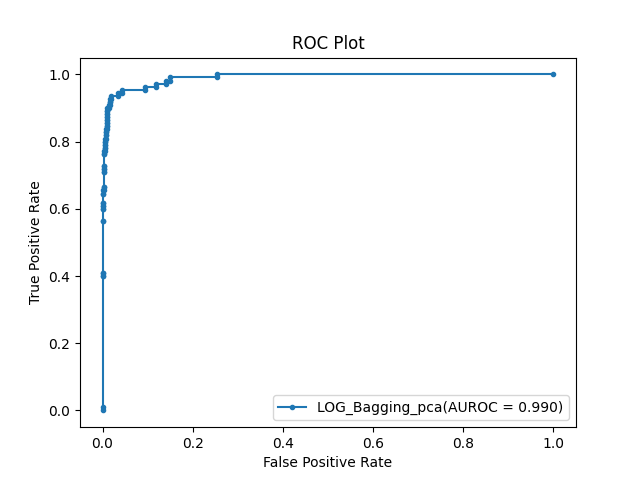 ROC Plot
1.0
0.8
0.6
0.4
0.2
0.0
True Positive Rate
LOG_Bagging_pca(AUROC = 0.990)
0.0 0.2 0.4 0.6 0.8 1.0
False Positive Rate